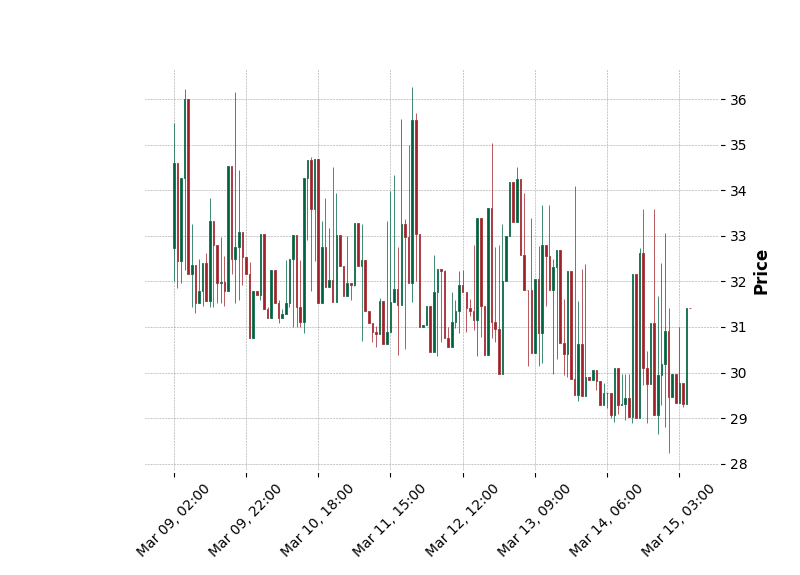 36
35
34
33
32
31
30
29
28
Price
Mar 09, 02:00
Mar 09, 22:00
Mar 10, 18:00
Mar 11, 15:00
Mar 12, 12:00
Mar 13, 09:00
Mar 14, 06:00
Mar 15, 03:00